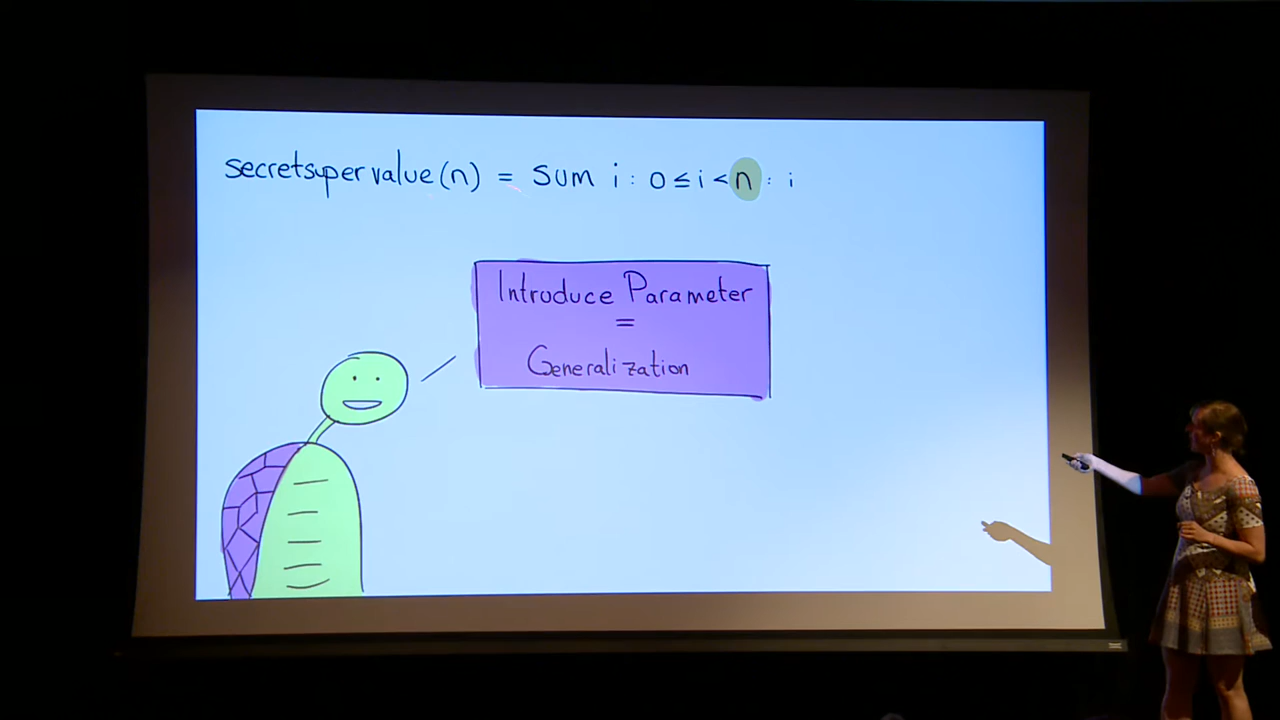 secretsupervalue(n) = sum i : 0 ≤ i < n : i
Introduce Parameter
=
Generalization